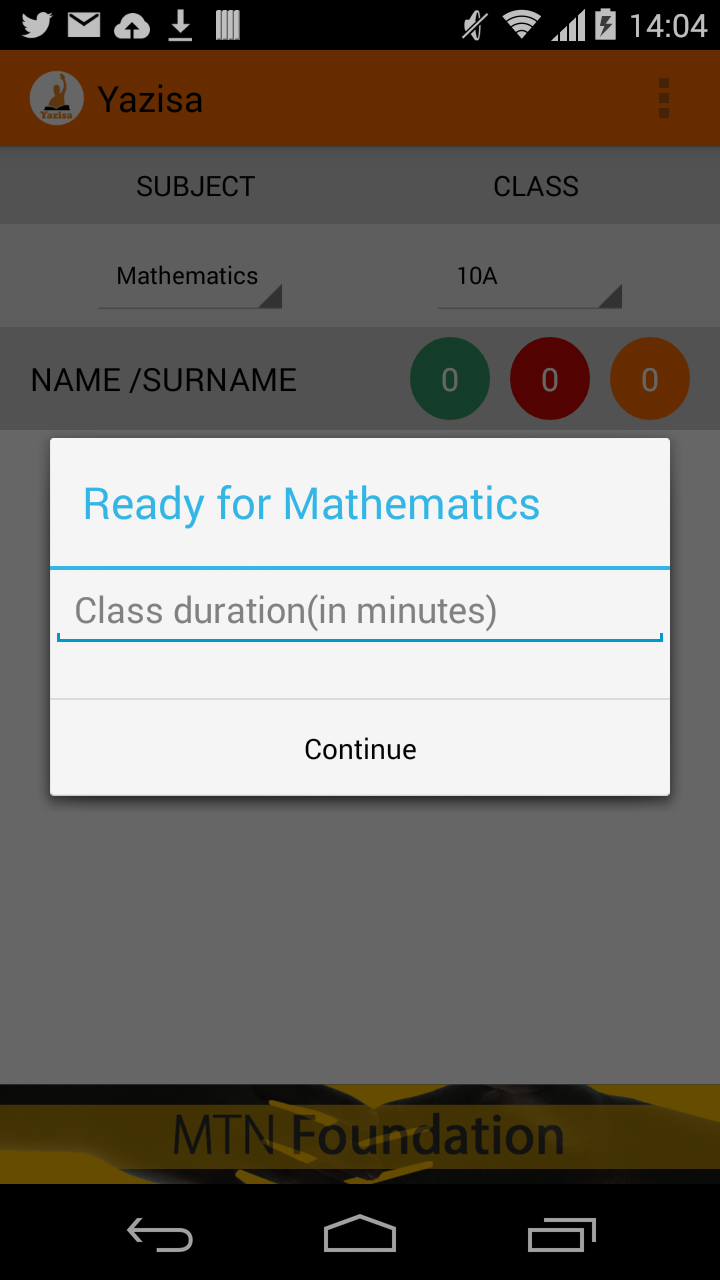 14:04
Yazisa
Yazisa
SUBJECT CLASS
Mathematics 10A
NAME /SURNAME 0 0 0
Ready for Mathematics
Class duration(in minutes)
Continue
MTN Foundation